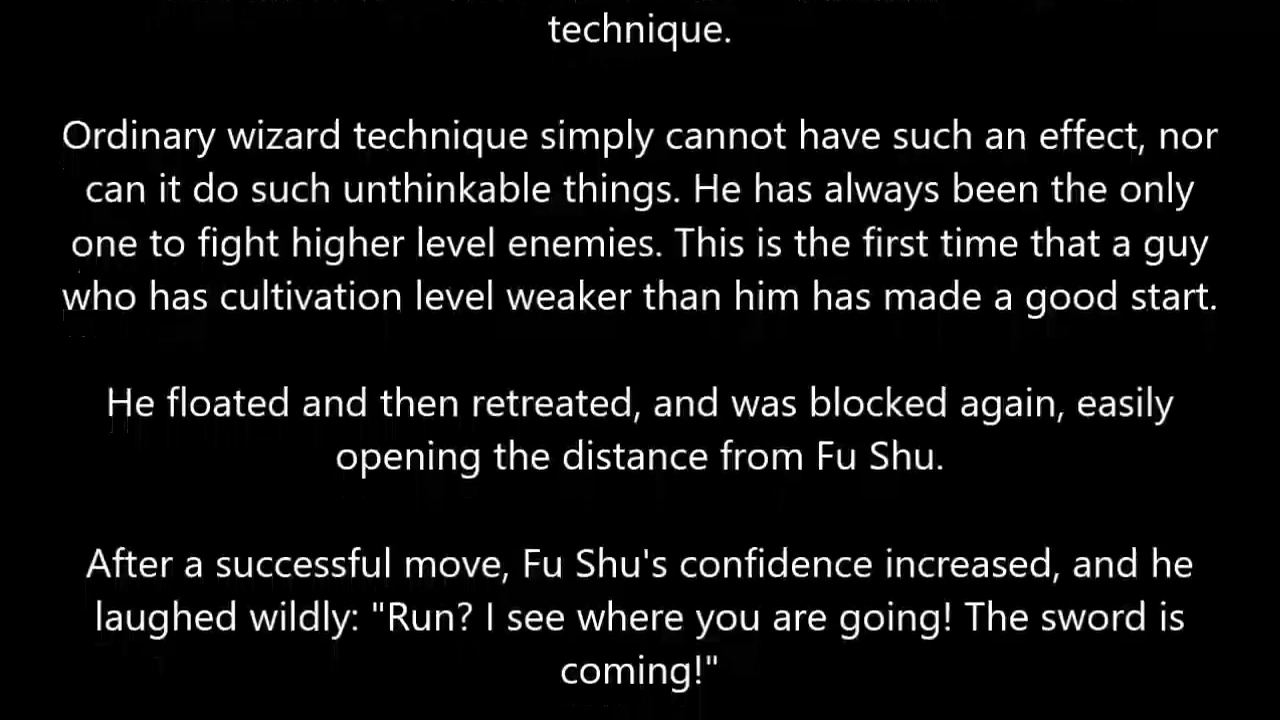 technique.
Ordinary wizard technique simply cannot have such an effect, nor
can it do such unthinkable things. He has always been the only
one to fight higher level enemies. This is the first time that a guy
who has cultivation level weaker than him has made a good start.
He floated and then retreated, and was blocked again, easily
opening the distance from Fu Shu.
After a successful move, Fu Shu's confidence increased, and he
laughed wildly: "Run? I see where you are going! The sword is
coming!"